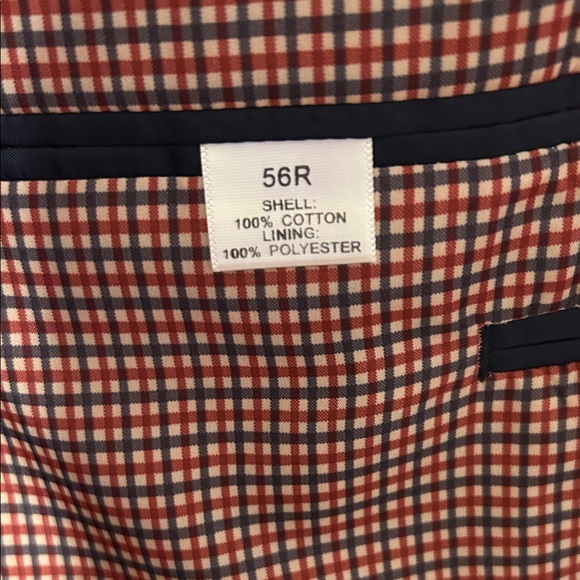 56R
SHELL:
100% COTTON
LINING:
100% POLYESTER